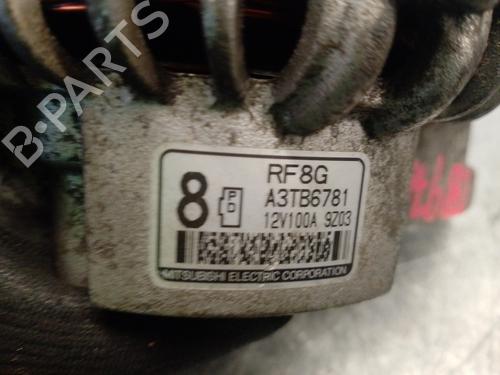 B-PARTS
RF8G
8
P
D
A3TB6781
12V100A 9Z03
MITSUBISHI ELECTRIC CORPORATION